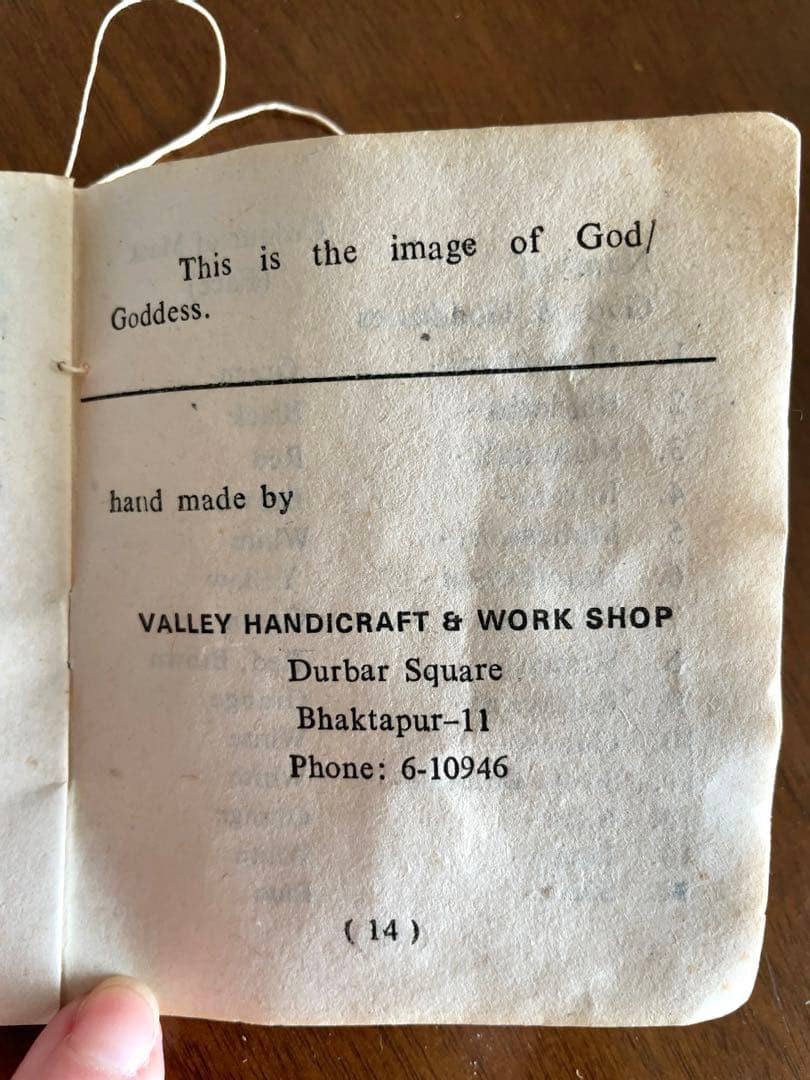 This is the image of God/
Goddess.
hand made by
VALLEY HANDICRAFT & WORK SHOP
Durbar Square
Bhaktapur-11
Phone: 6-10946
( 14 )